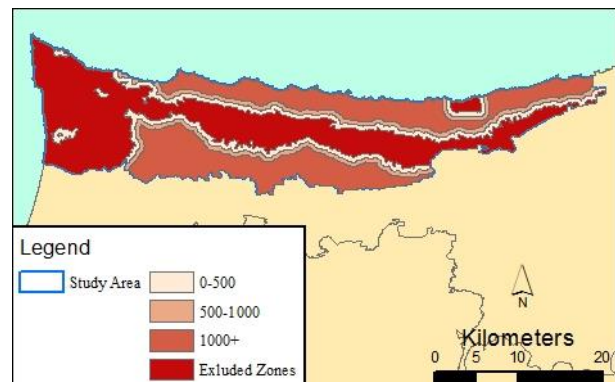 Legend
Study Area
0-500
500-1000
1000+
Exluded Zones
N
Kilometers
0 5 10 20